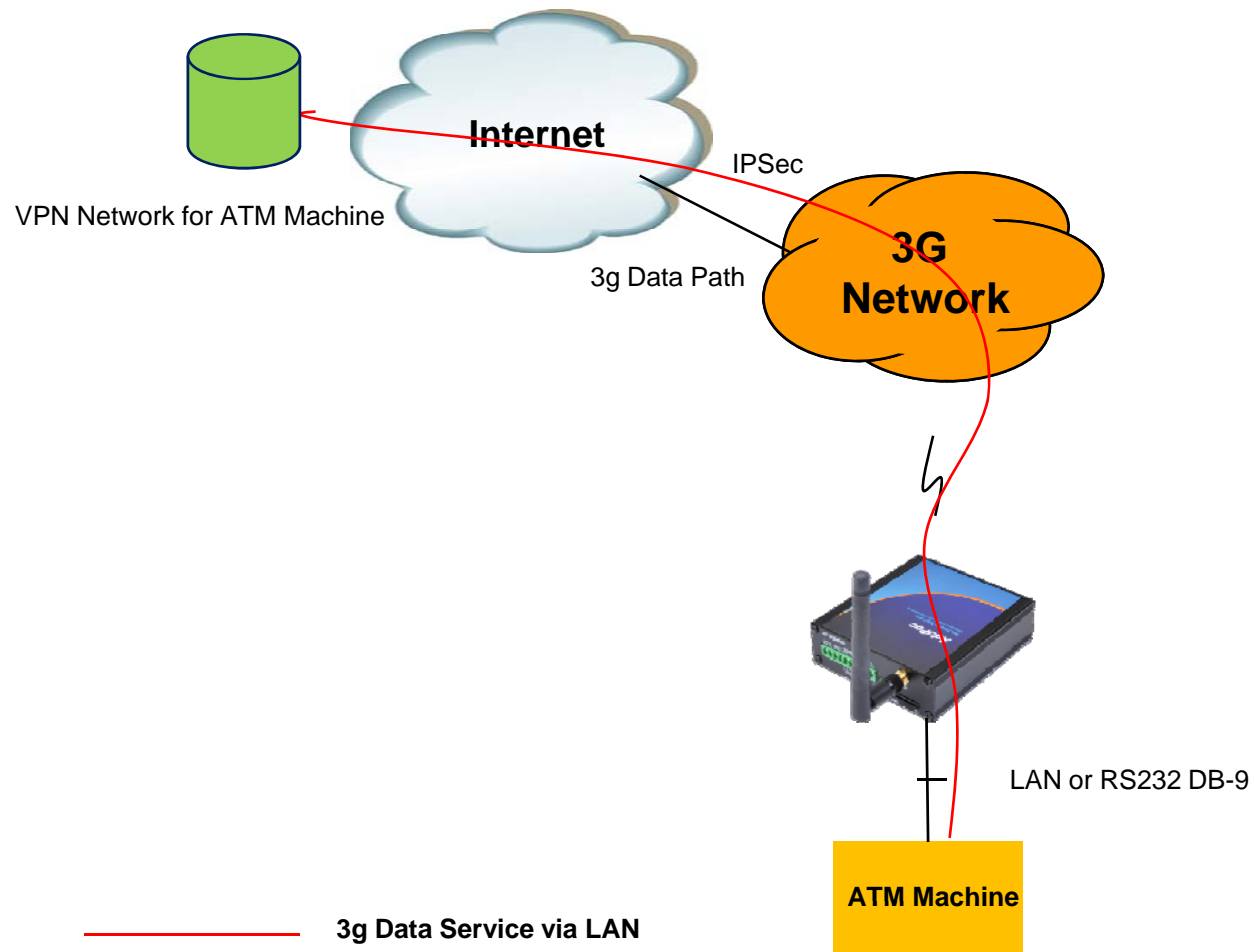 Internet
IPSec
VPN Network for ATM Machine
3G
Network
3g Data Path
LAN or RS232 DB-9
ATM Machine
3g Data Service via LAN